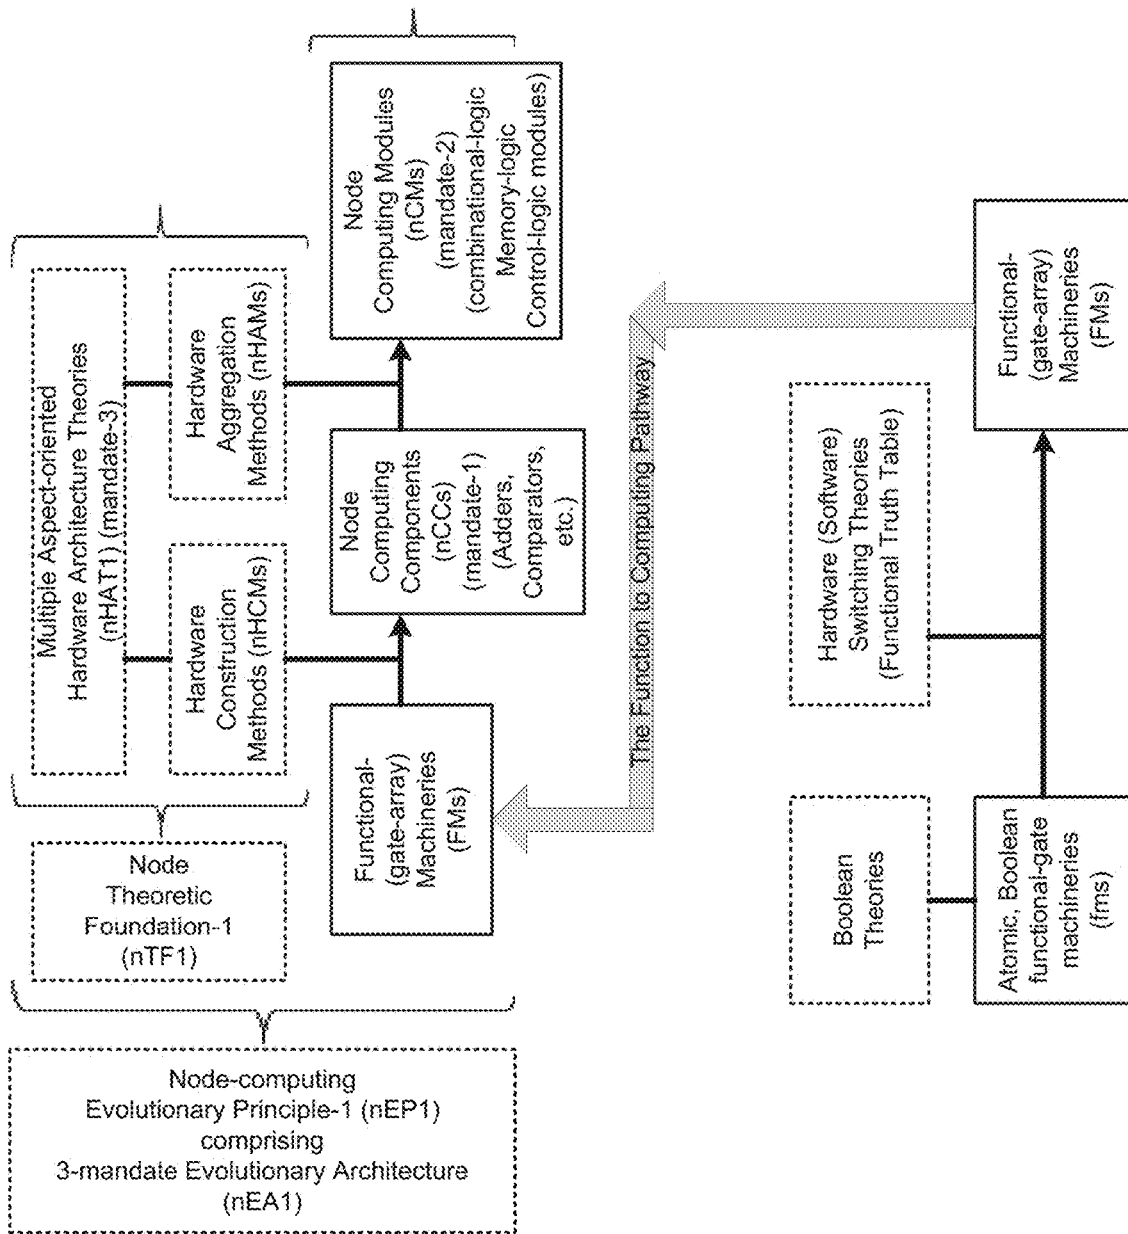 Multiple Aspect-oriented
Hardware Architecture Theories
(nHAT1) (mandate-3)
Hardware
Construction
Methods (nHCMs)
Hardware
Aggregation
Methods (nHAMs)
Node
Theoretic
Foundation-1
(nTF1)
Node-computing
Evolutionary Principle-1 (nEP1)
comprising
3-mandate Evolutionary Architecture
(nEA1)
Functional-
(gate-array)
Machineries
(FMs)
Node
Computing
Components
(nCCs)
(mandate-1)
(Adders,
Comparators,
etc.)
Node
Computing Modules
(nCMs)
(mandate-2)
(combinational-logic
Memory-logic
Control-logic modules)
The Function to Computing Pathway
Boolean
Theories
Hardware (Software)
Switching Theories
(Functional Truth Table)
Atomic, Boolean
functional-gate
machineries
(fms)
Functional-
(gate-array)
Machineries
(FMs)